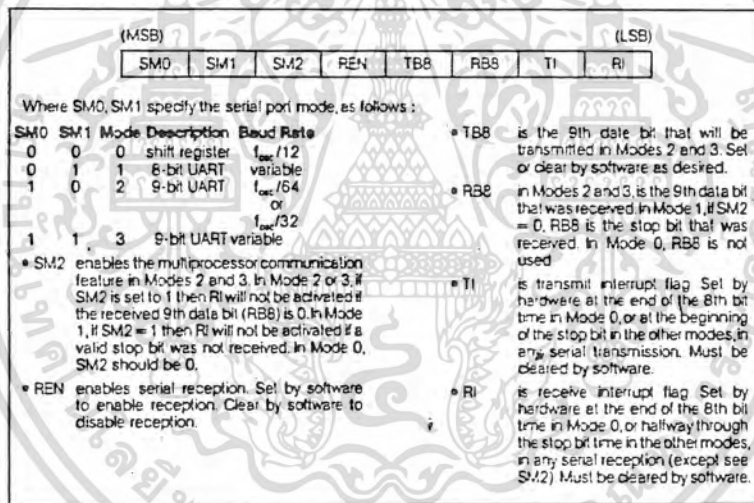 (MSB) (LSB)
SM0 SM1 SM2 REN TB8 RB8 TI RI
Where SM0, SM1 specify the serial port mode, as follows :
SM0 SM1 Mode Description Baud Rate
0 0 0 shift register fosc/12
0 1 1 8-bit UART variable
1 0 2 9-bit UART fosc/64
or
fosc/32
1 1 3 9-bit UART variable
• SM2 enables the multiprocessor communication
feature in Modes 2 and 3. In Mode 2 or 3, if
SM2 is set to 1 then RI will not be activated if
the received 9th data bit (RB8) is 0. In Mode
1, if SM2 = 1 then RI will not be activated if a
valid stop bit was not received. In Mode 0,
SM2 should be 0.
• REN enables serial reception. Set by software
to enable reception. Clear by software to
disable reception.
• TB8 is the 9th date bit that will be
transmitted in Modes 2 and 3. Set
or clear by software as desired.
• RB8 in Modes 2 and 3, is the 9th data bit
that was received. In Mode 1, if SM2
= 0, RB8 is the stop bit that was
received. In Mode 0, RB8 is not
used
• TI is transmit interrupt flag Set by
hardware at the end of the 8th bit
time in Mode 0, or at the beginning
of the stop bit in the other modes, in
any serial transmission. Must be
cleared by software.
• RI is receive interrupt flag Set by
hardware at the end of the 8th bit
time in Mode 0, or halfway through
the stop bit time in the other modes,
in any serial reception (except see
SM2) Must be cleared by software